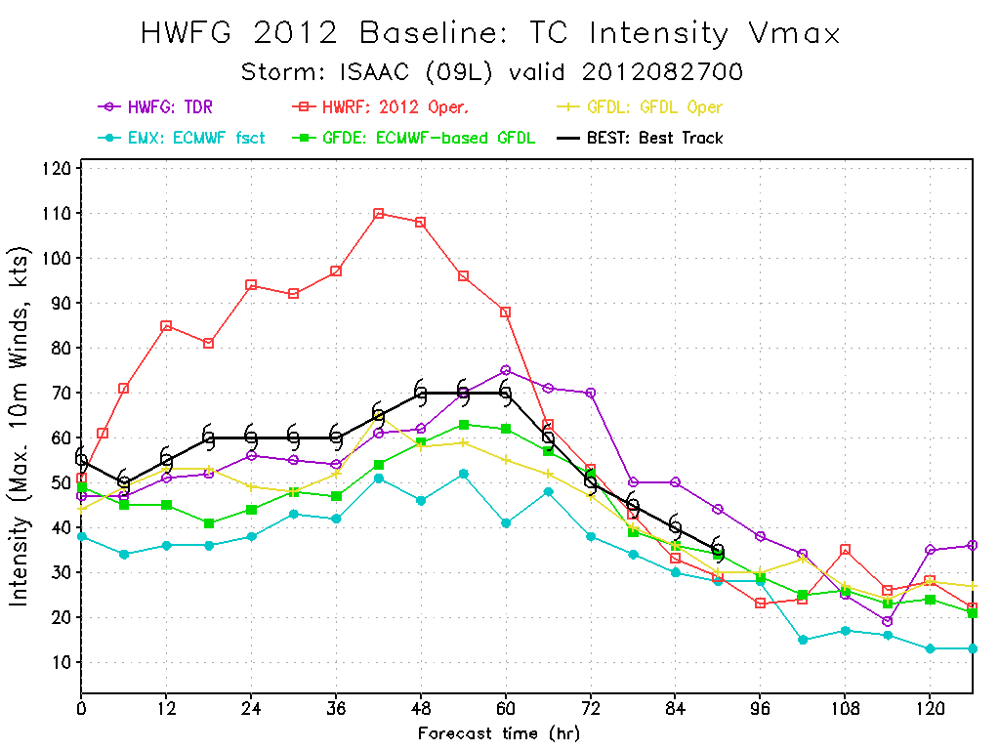 HWFG 2012 Baseline: TC Intensity Vmax
Storm: ISAAC (09L) valid 2012082700
HWFG: TDR HWRF: 2012 Oper. GFDL: GFDL Oper
EMX: ECMWF fsct GFDE: ECMWF-based GFDL BEST: Best Track
Intensity (Max. 10m Winds, kts)
120
110
100
90
80
70
60
50
40
30
20
10
0 12 24 36 48 60 72 84 96 108 120
Forecast time (hr)